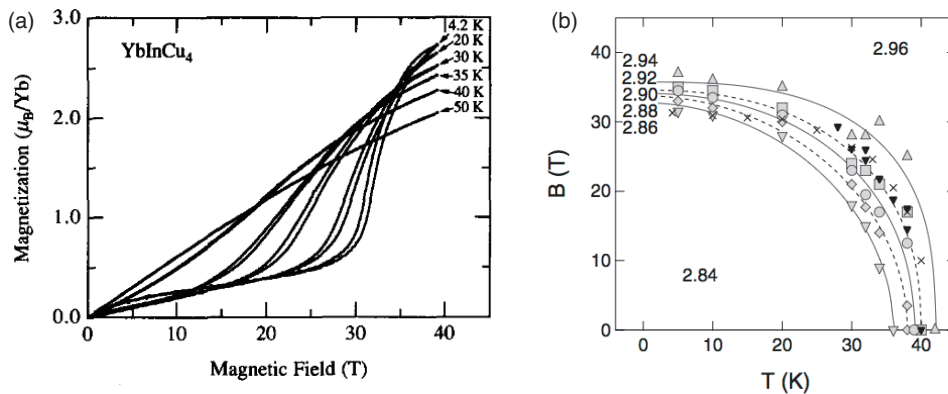 (a)
3.0
2.0
1.0
0.0
Magnetization (μB/Yb)
YbInCu4
4.2 K
20 K
30 K
35 K
40 K
50 K
0
10
20
30
40
Magnetic Field (T)
(b)
40
30
20
10
0
B (T)
2.96
2.94
2.92
2.90
2.88
2.86
2.84
0
10
20
30
40
T (K)